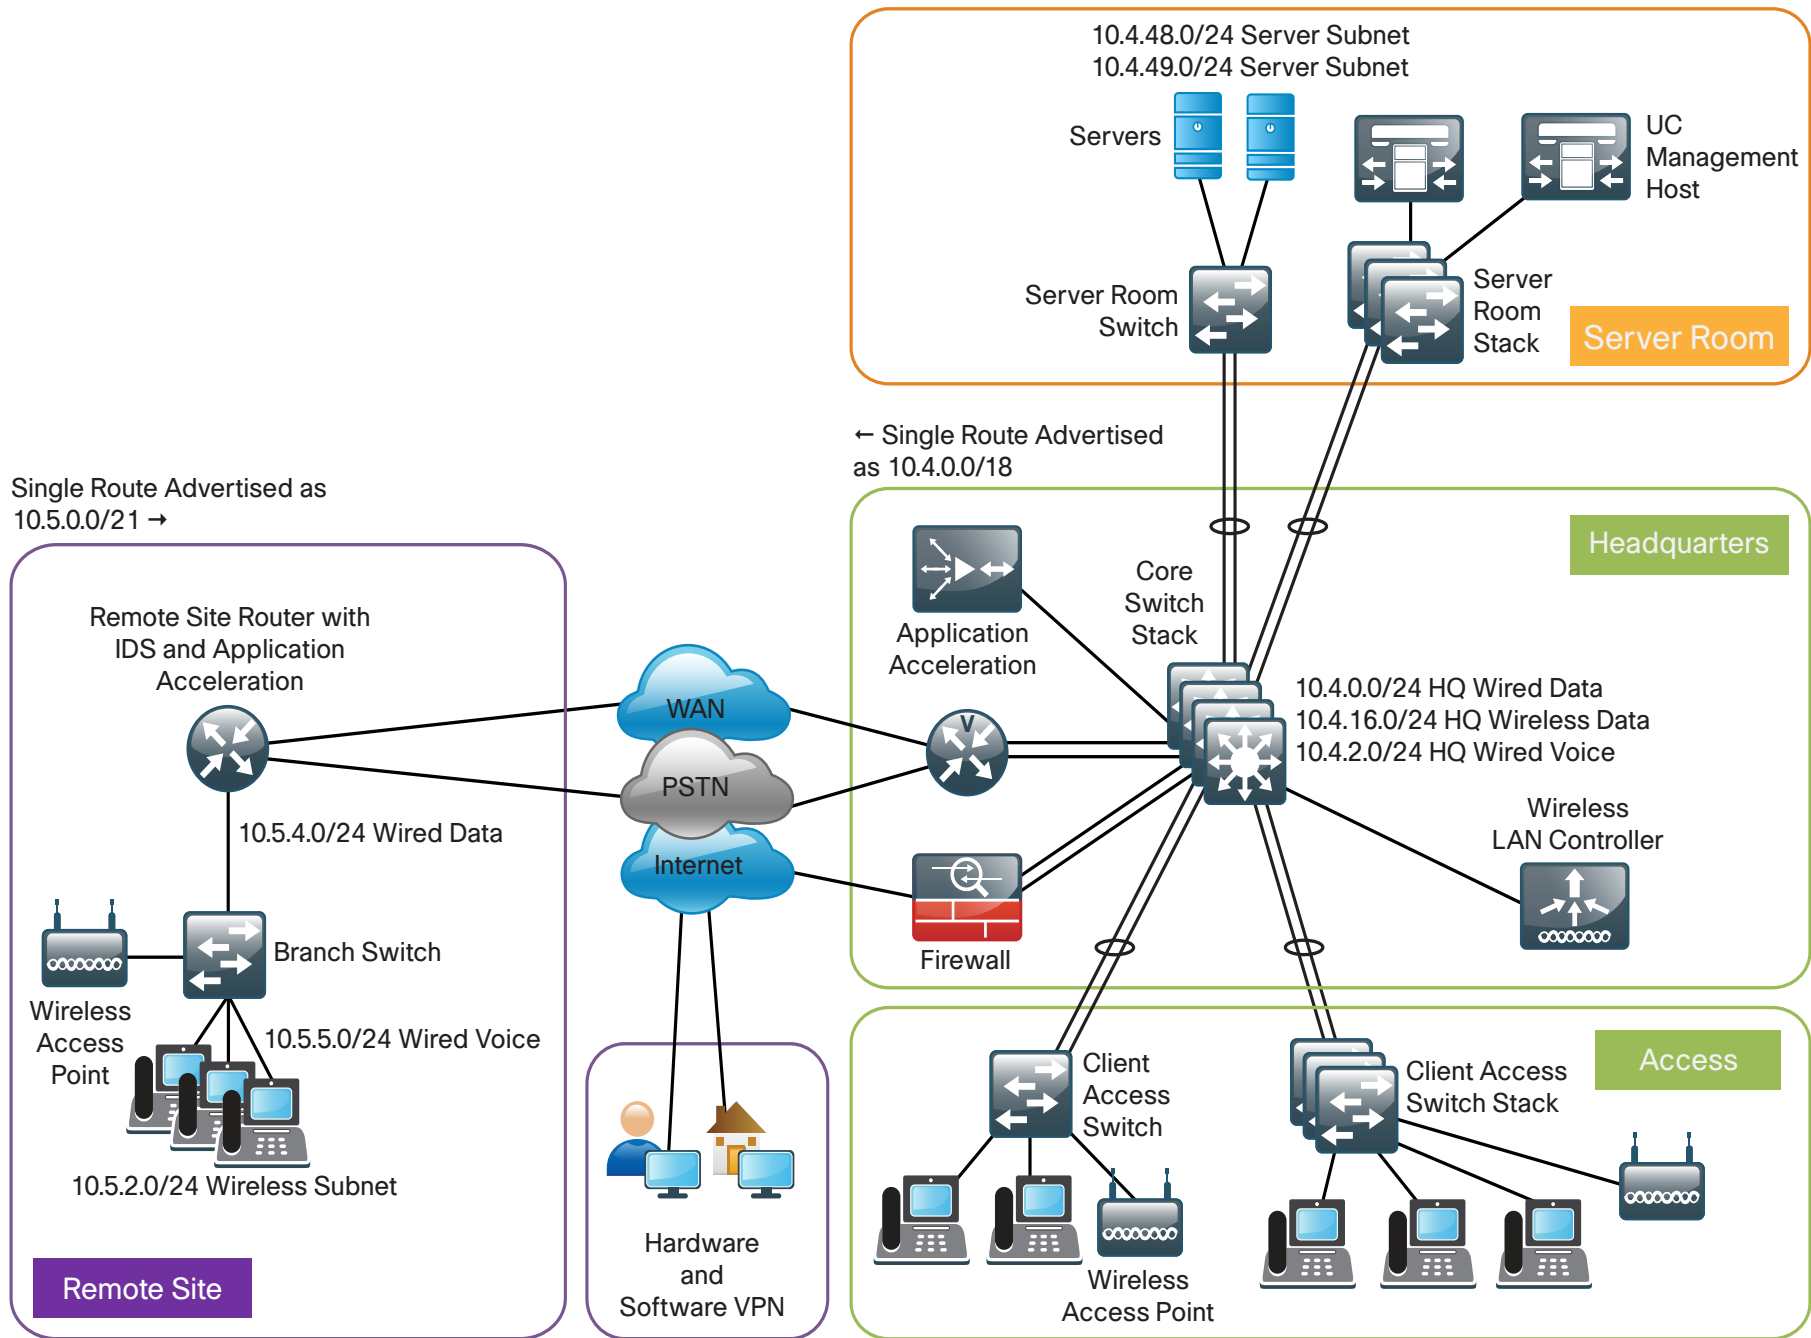 10.4.48.0/24 Server Subnet
10.4.49.0/24 Server Subnet
Servers
UC
Management
Host
Server Room
Switch
Server
Room
Stack
Server Room
← Single Route Advertised
as 10.4.0.0/18
Single Route Advertised as
10.5.0.0/21 →
Headquarters
Core
Switch
Stack
Application
Acceleration
Remote Site Router with
IDS and Application
Acceleration
WAN
V
10.4.0.0/24 HQ Wired Data
10.4.16.0/24 HQ Wireless Data
10.4.2.0/24 HQ Wired Voice
PSTN
Wireless
LAN Controller
10.5.4.0/24 Wired Data
Internet
Branch Switch
Firewall
Wireless
Access
Point
10.5.5.0/24 Wired Voice
Client
Access
Switch
Client Access
Switch Stack
Access
10.5.2.0/24 Wireless Subnet
Hardware
and
Software VPN
Wireless
Access Point
Remote Site